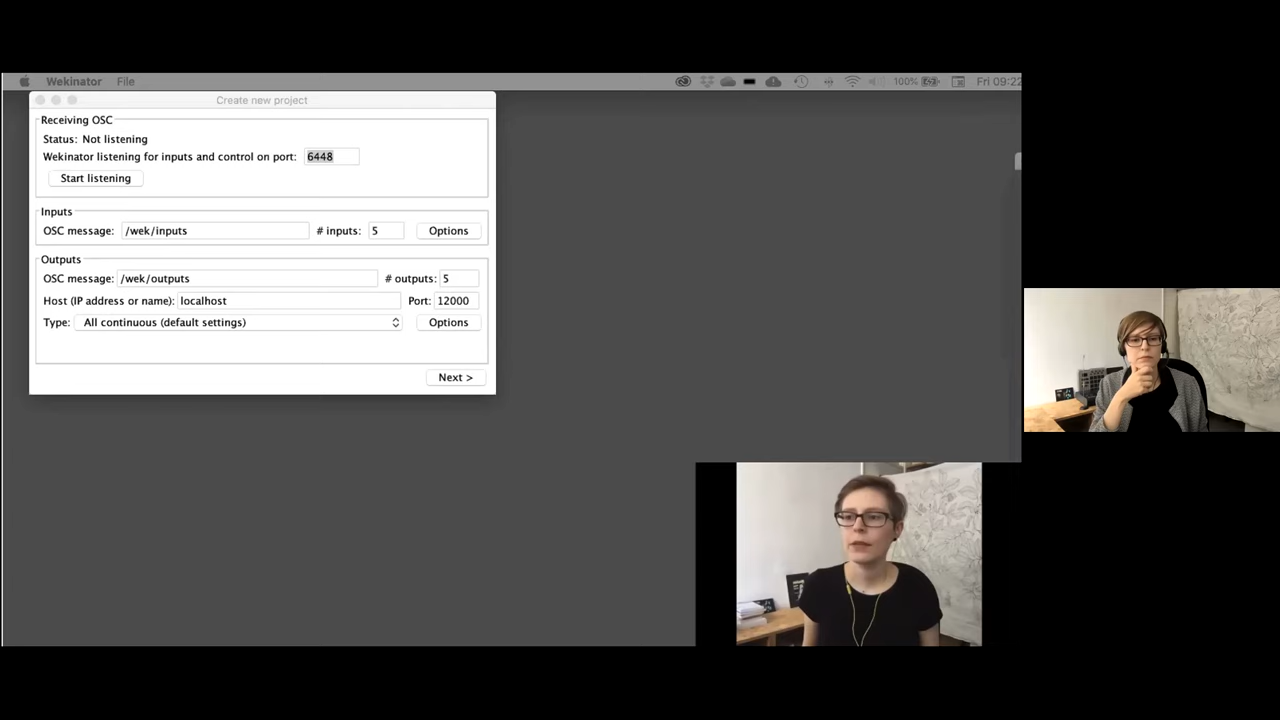 Wekinator File 100% Fri 09:22
Create new project
Receiving OSC
Status: Not listening
Wekinator listening for inputs and control on port: 6448
Start listening
Inputs
OSC message: /wek/inputs # inputs: 5 Options
Outputs
OSC message: /wek/outputs # outputs: 5
Host (IP address or name): localhost Port: 12000
Type: All continuous (default settings) Options
Next >